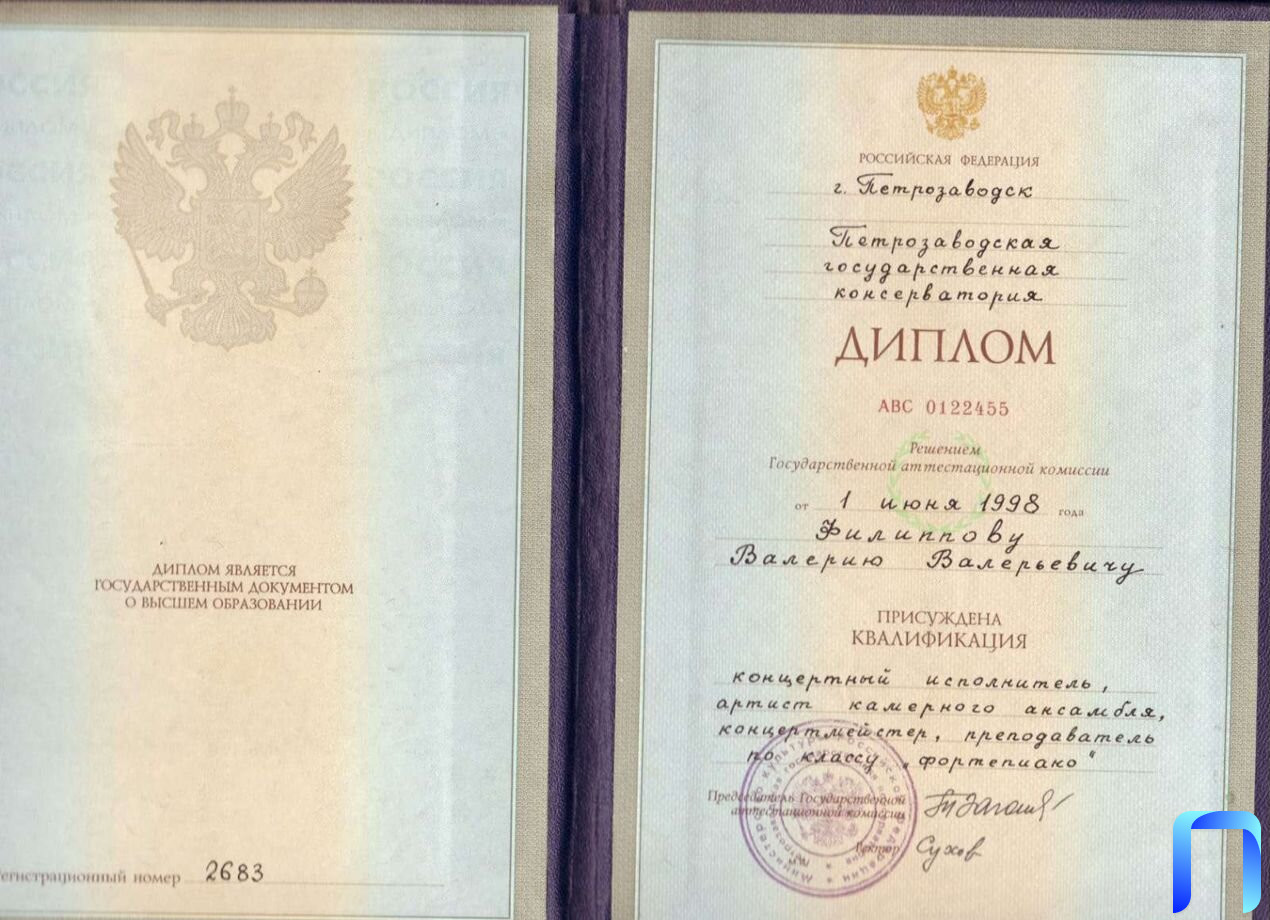 ДИПЛОМ ЯВЛЯЕТСЯ
ГОСУДАРСТВЕННЫМ ДОКУМЕНТОМ
О ВЫСШЕМ ОБРАЗОВАНИИ
номер 2683
РОССИЙСКАЯ ФЕДЕРАЦИЯ
г. Петрозаводск
Петрозаводская
государственная
консерватория
ДИПЛОМ
АВС 0122455
Решением
Государственной аттестационной комиссии
от 1 июня 1998 года
Филиппову
Валерию Валерьевичу
ПРИСУЖДЕНА
КВАЛИФИКАЦИЯ
концертный исполнитель,
артист камерного ансамбля,
концертмейстер, преподаватель
по классу „фортепиано"
Председатель Государственной
аттестационной комиссии
Ректор Сухов